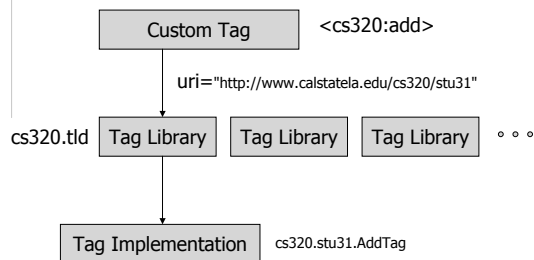 Custom Tag <cs320:add>
uri="http://www.calstatela.edu/cs320/stu31"
cs320.tld Tag Library Tag Library Tag Library
Tag Implementation cs320.stu31.AddTag